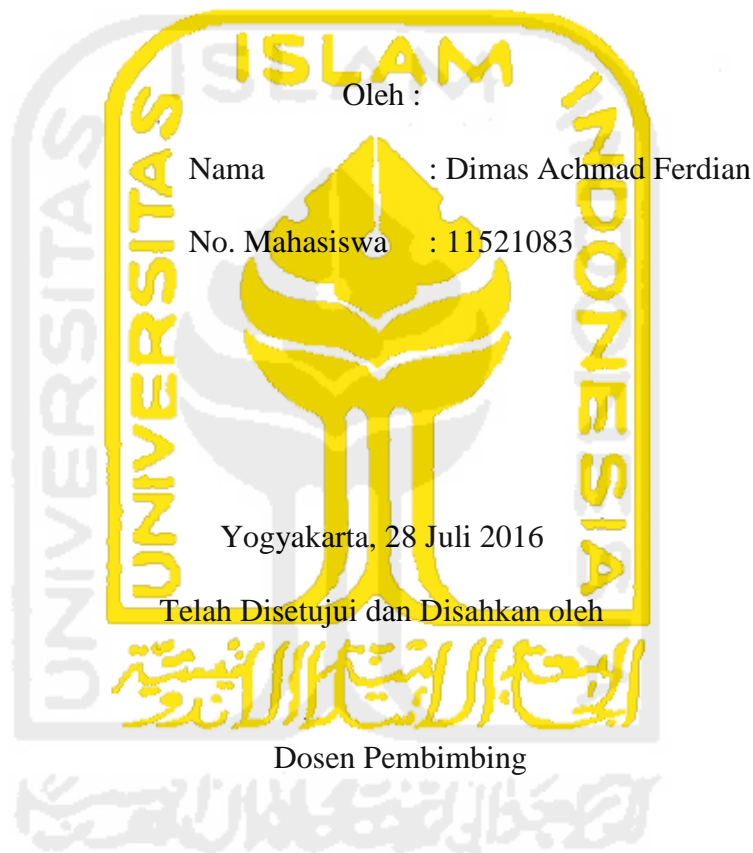 ISLAM
UNIVERSITAS
INDONESIA
Oleh :
Nama : Dimas Achmad Ferdian
No. Mahasiswa : 11521083
Yogyakarta, 28 Juli 2016
Telah Disetujui dan Disahkan oleh
Dosen Pembimbing